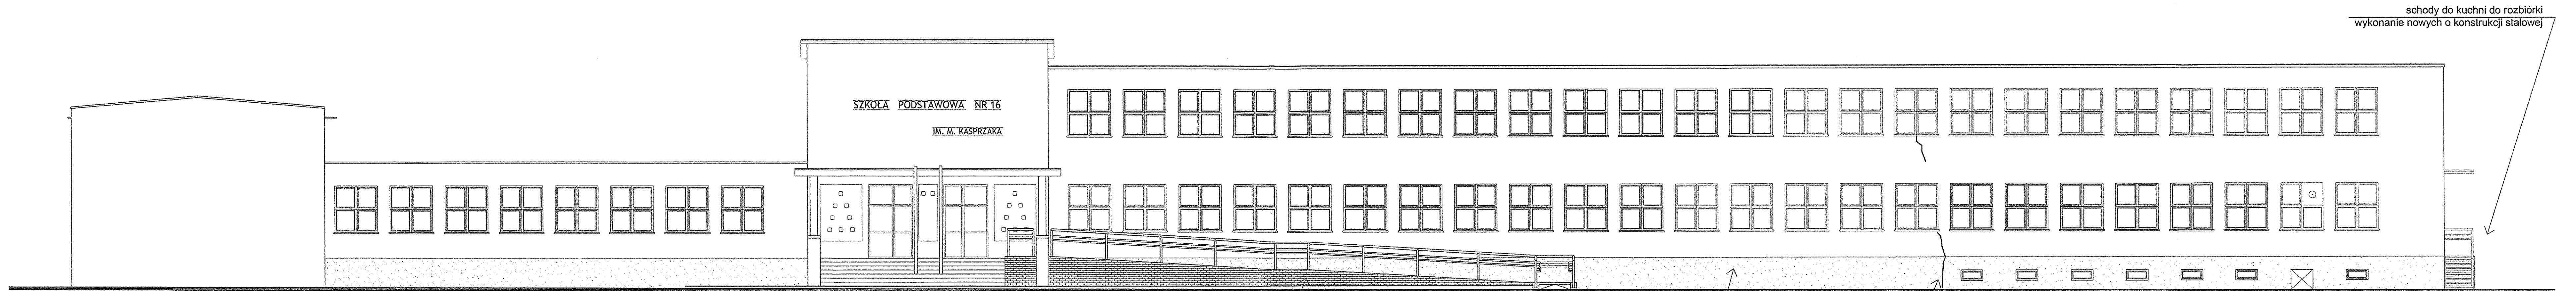 schody do kuchni do rozbiórki
wykonanie nowych o konstrukcji stalowej
SZKOŁA PODSTAWOWA NR 16
IM. M. KASPRZAKA